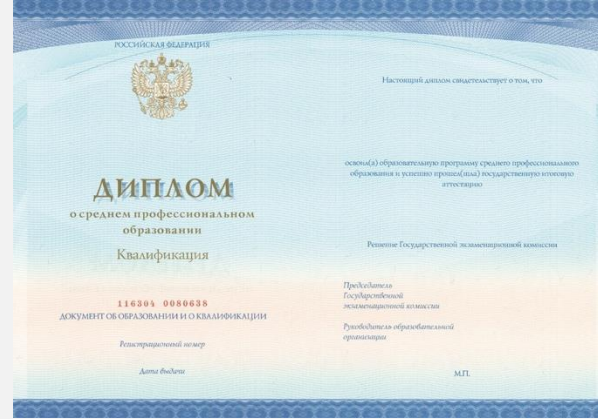 РОССИЙСКАЯ ФЕДЕРАЦИЯ
ДИПЛОМ
о среднем профессиональном
образовании
Квалификация
116304 0080638
ДОКУМЕНТ ОБ ОБРАЗОВАНИИ И О КВАЛИФИКАЦИИ
Регистрационный номер
Дата выдачи
Настоящий диплом свидетельствует о том, что
освоил(а) образовательную программу среднего профессионального
образования и успешно прошел(шла) государственную итоговую
аттестацию
Решение Государственной экзаменационной комиссии
Председатель
Государственной
экзаменационной комиссии
Руководитель образовательной
организации
М.П.